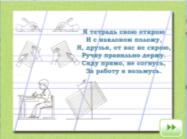 Я тетрадь свою открою
И с наклоном положу.
Я, друзья, от вас не скрою,
Ручку правильно держу.
Сяду прямо, не согнусь,
За работу я возьмусь.